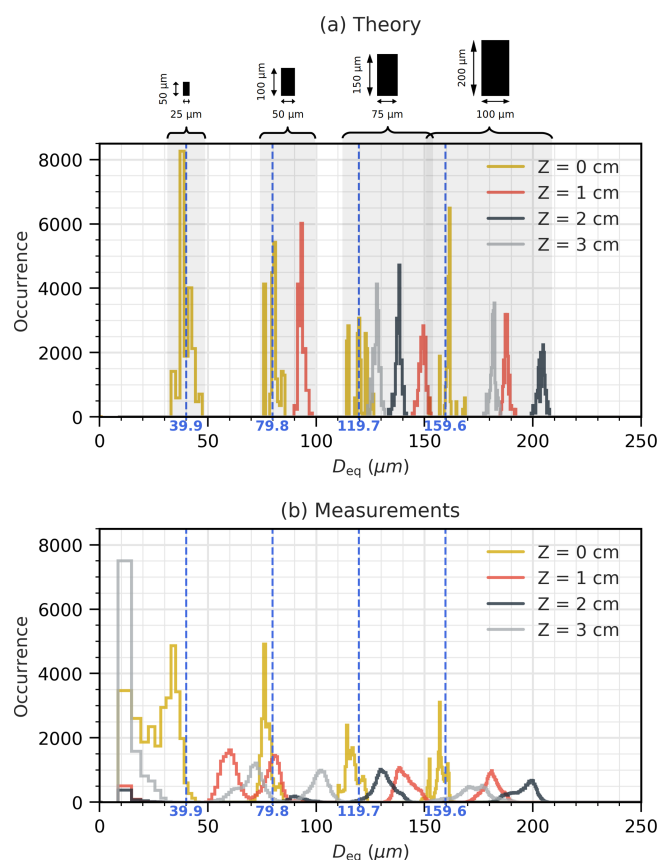 (a) Theory
50 μm
25 μm
100 μm
50 μm
150 μm
75 μm
200 μm
100 μm
8000
6000
4000
2000
0
Occurrence
Z = 0 cm
Z = 1 cm
Z = 2 cm
Z = 3 cm
0 50 100 150 200 250
39.9 79.8 119.7 159.6
Deq (μm)
(b) Measurements
8000
6000
4000
2000
0
Occurrence
Z = 0 cm
Z = 1 cm
Z = 2 cm
Z = 3 cm
0 50 100 150 200 250
39.9 79.8 119.7 159.6
Deq (μm)